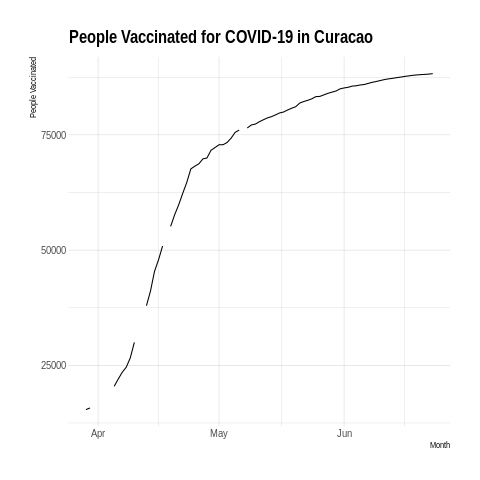 People Vaccinated for COVID-19 in Curacao
People Vaccinated
75000
50000
25000
Apr May Jun
Month